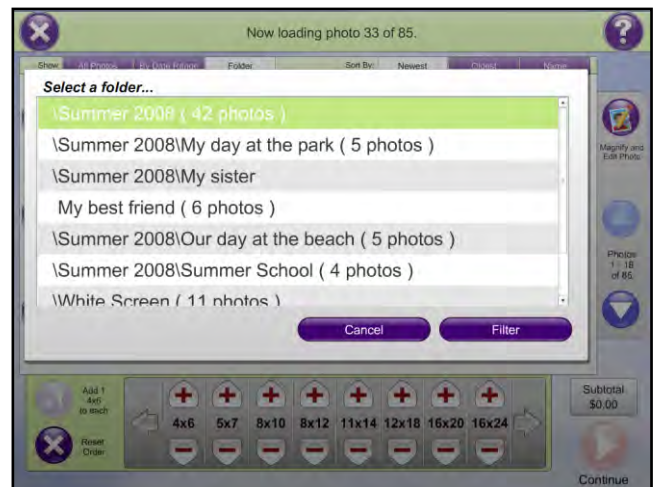 Now loading photo 33 of 85.
?
Show: All Photos By Date Range Folder Sort By: Newest Oldest Name
Select a folder...
\Summer 2008 ( 42 photos )
\Summer 2008\My day at the park ( 5 photos )
\Summer 2008\My sister
My best friend ( 6 photos )
\Summer 2008\Our day at the beach ( 5 photos )
\Summer 2008\Summer School ( 4 photos )
\White Screen ( 11 photos )
Cancel Filter
Magnify and
Edit Photo
Photos
1 - 18
of 85
Add 1
4x6
to each
Reset
Order
4x6 5x7 8x10 8x12 11x14 12x18 16x20 16x24
Subtotal
$0.00
Continue